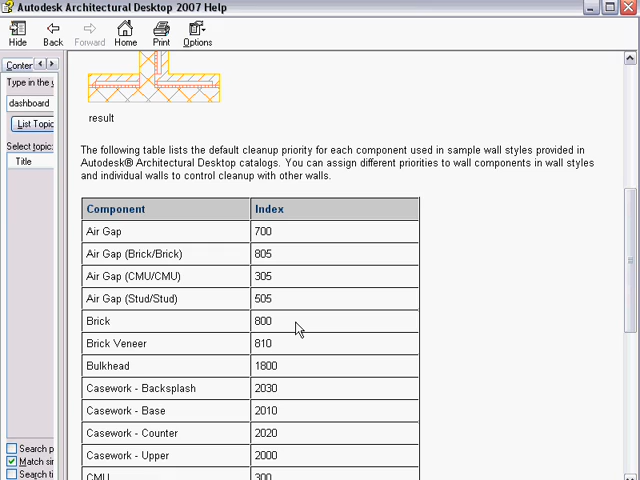 Autodesk Architectural Desktop 2007 Help
Hide Back Forward Home Print Options
Conter
Type in the
dashboard
List Topic
Select topic:
Title
Search p
Match sir
Search ti
result
The following table lists the default cleanup priority for each component used in sample wall styles provided in
Autodesk® Architectural Desktop catalogs. You can assign different priorities to wall components in wall styles
and individual walls to control cleanup with other walls.
Component Index
Air Gap 700
Air Gap (Brick/Brick) 805
Air Gap (CMU/CMU) 305
Air Gap (Stud/Stud) 505
Brick 800
Brick Veneer 810
Bulkhead 1800
Casework - Backsplash 2030
Casework - Base 2010
Casework - Counter 2020
Casework - Upper 2000
CMU 300